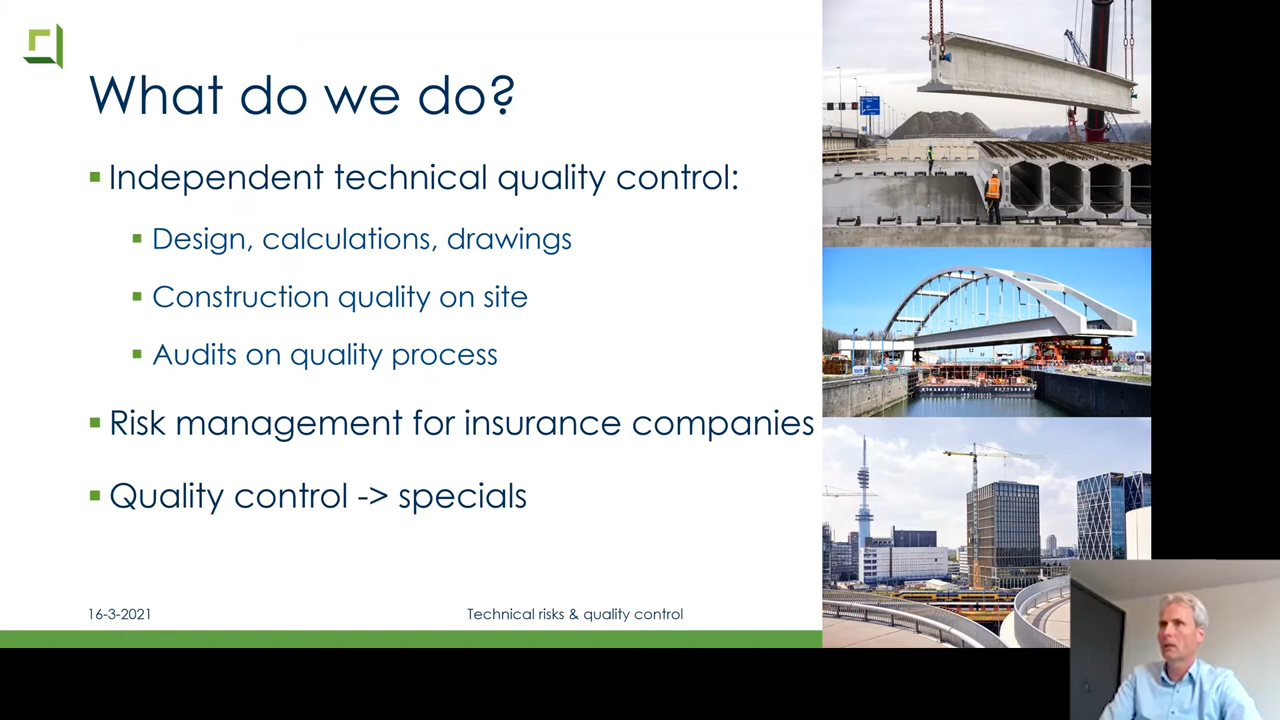 What do we do?
Independent technical quality control:
Design, calculations, drawings
Construction quality on site
Audits on quality process
Risk management for insurance companies
Quality control -> specials
16-3-2021
Technical risks & quality control
ROTTERDAM